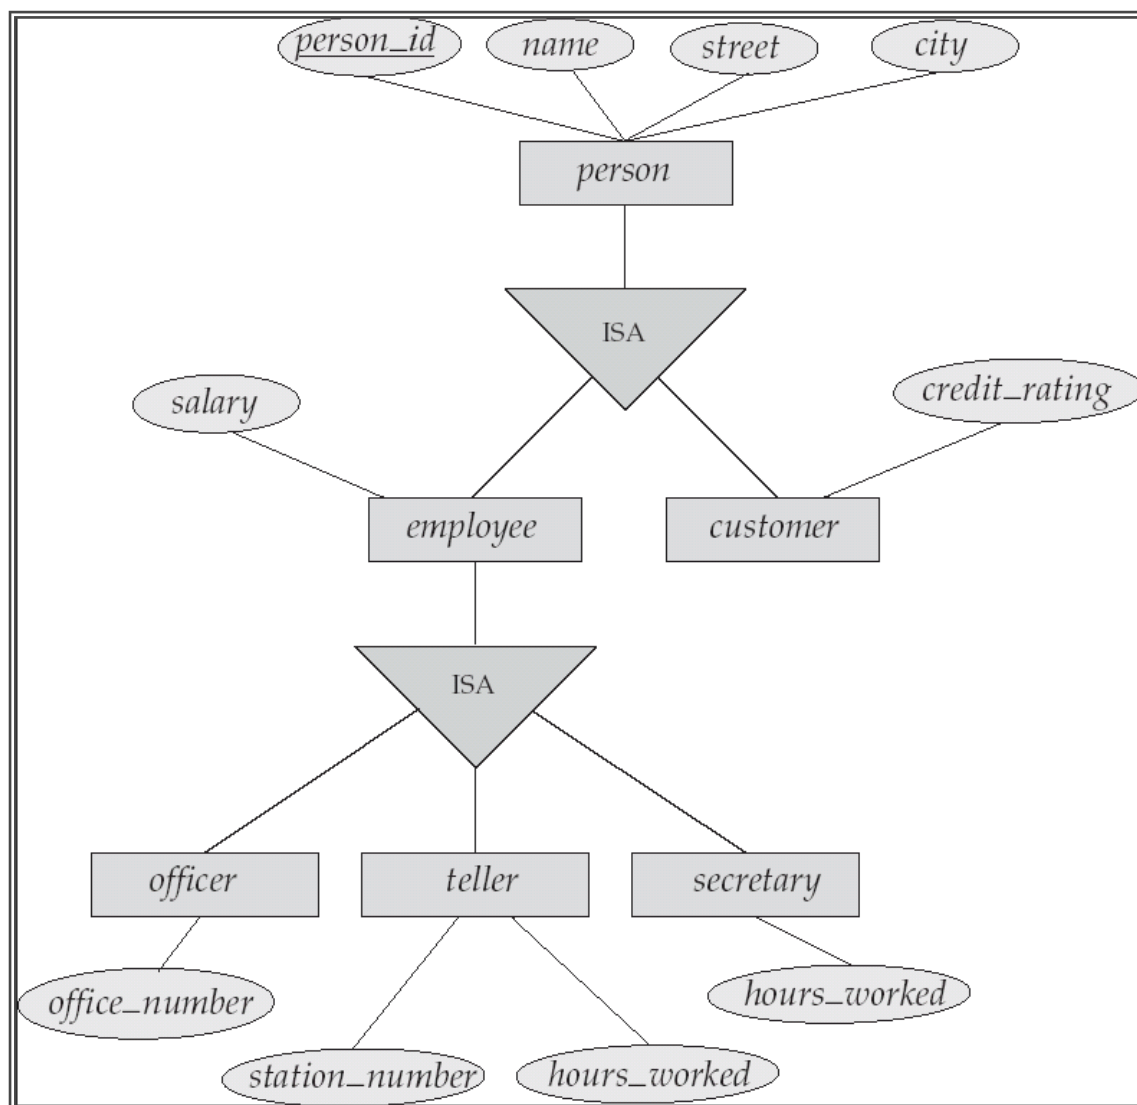 person_id name street city
person
ISA
salary credit_rating
employee customer
ISA
officer teller secretary
office_number hours_worked
station_number hours_worked